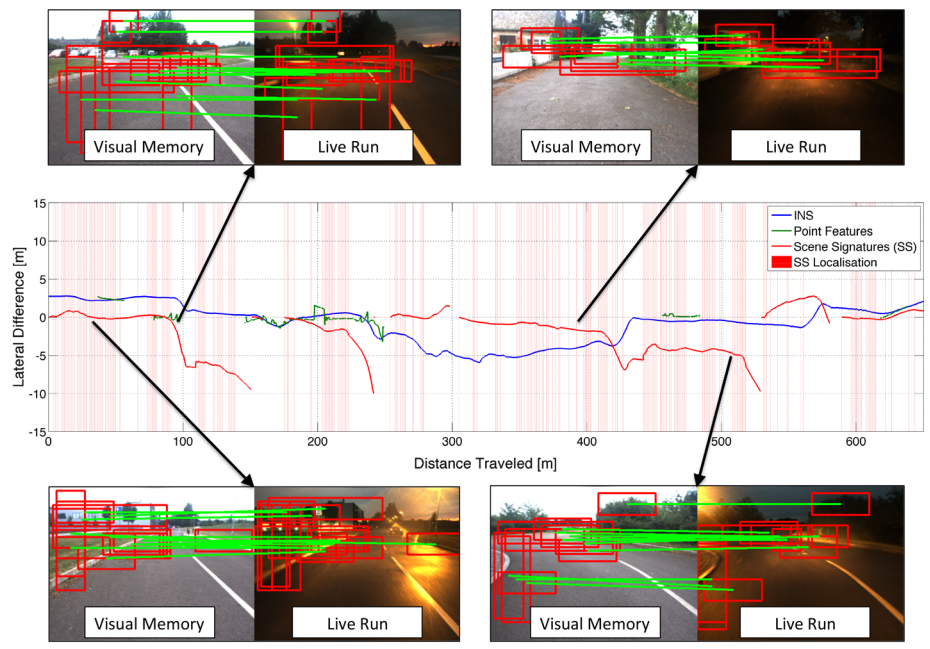 Visual Memory
Live Run
Visual Memory
Live Run
15
10
5
0
-5
-10
-15
Lateral Difference [m]
INS
Point Features
Scene Signatures (SS)
SS Localisation
0
100
200
300
400
500
600
Distance Traveled [m]
Visual Memory
Live Run
Visual Memory
Live Run